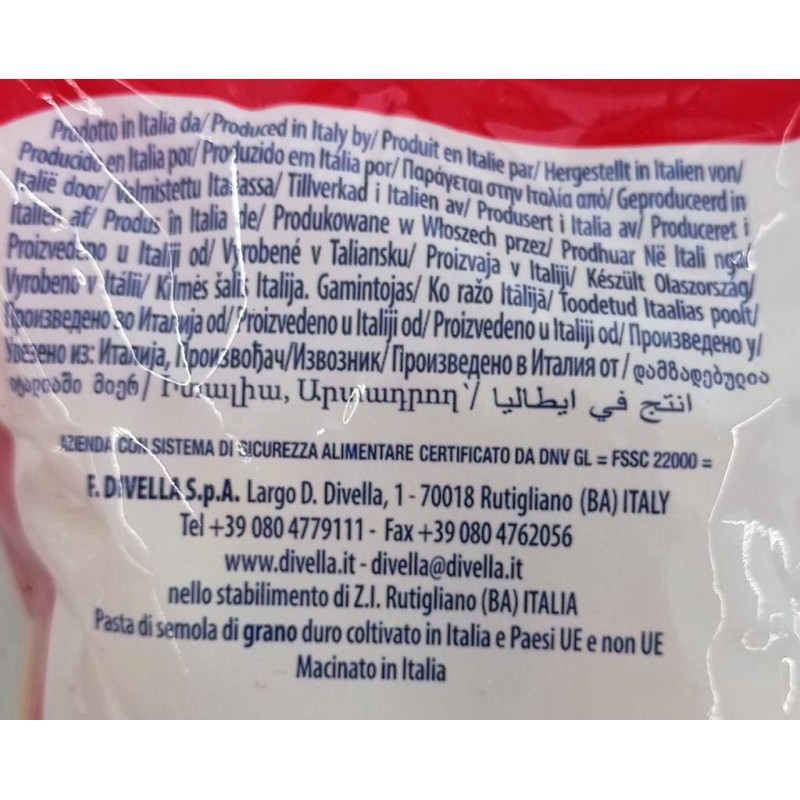 Prodotto in Italia da/ Produced in Italy by/ Produit en Italie par/ Hergestellt in Italien von/
Producido en Italia por/ Produzido em Italia por/ Παράγεται στην Ιταλία από/ Geproduceerd in
Italië door/ Valmistettu Italiassa/ Tillverkad i Italien av/ Produsert i Italia av/ Produceret i
Italien af/ Produs în Italia de/ Produkowane w Włoszech przez/ Prodhuar Në Itali nga/
Proizvedeno u Italiji od/ Vyrobené v Taliansku/ Proizvaja v Italiji/ Készült Olaszország/
Vyrobeno v Itálii/ Kilmės šalis Italija. Gamintojas/ Ko ražo Itālijā/ Toodetud Itaalias poolt/
Произведено во Италија od/ Proizvedeno u Italiji od/ Proizvedeno u Italiji od/ Произведено у/
Увезено из: Италија, Произвођач/Извозник/ Произведено в Италия от/ დამზადებულია
იტალიაში მიერ/ Իտալիա, Արտադրող՝/ انتج في ايطاليا
AZIENDA CON SISTEMA DI SICUREZZA ALIMENTARE CERTIFICATO DA DNV GL = FSSC 22000 =
F. DIVELLA S.p.A. Largo D. Divella, 1 - 70018 Rutigliano (BA) ITALY
Tel +39 080 4779111 - Fax +39 080 4762056
www.divella.it - divella@divella.it
nello stabilimento di Z.I. Rutigliano (BA) ITALIA
Pasta di semola di grano duro coltivato in Italia e Paesi UE e non UE
Macinato in Italia